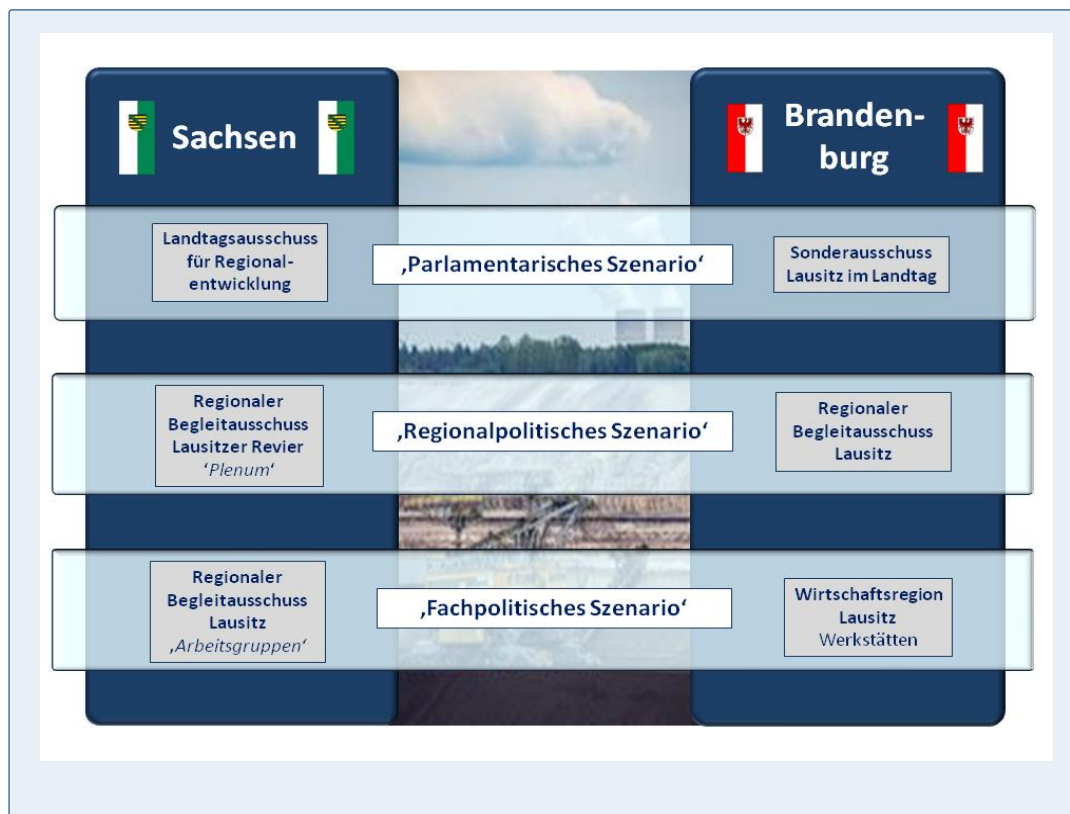 Sachsen
Branden-
burg
Landtagsausschuss
für Regional-
entwicklung
‚Parlamentarisches Szenario‘
Sonderausschuss
Lausitz im Landtag
Regionaler
Begleitausschuss
Lausitzer Revier
‘Plenum‘
‚Regionalpolitisches Szenario‘
Regionaler
Begleitausschuss
Lausitz
Regionaler
Begleitausschuss
Lausitz
‚Arbeitsgruppen‘
‚Fachpolitisches Szenario‘
Wirtschaftsregion
Lausitz
Werkstätten